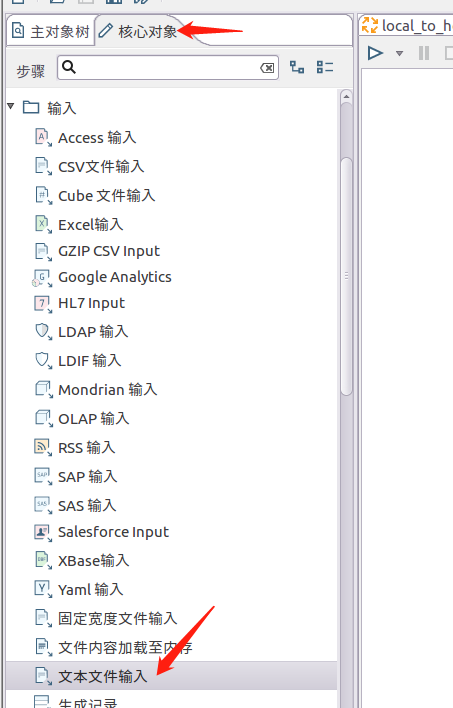 主对象树 核心对象 local_to_h
步骤
输入
Access 输入
CSV文件输入
Cube 文件输入
Excel输入
GZIP CSV Input
Google Analytics
HL7 Input
LDAP 输入
LDIF 输入
Mondrian 输入
OLAP 输入
RSS 输入
SAP 输入
SAS 输入
Salesforce Input
XBase输入
Yaml 输入
固定宽度文件输入
文件内容加载至内存
文本文件输入
生成记录